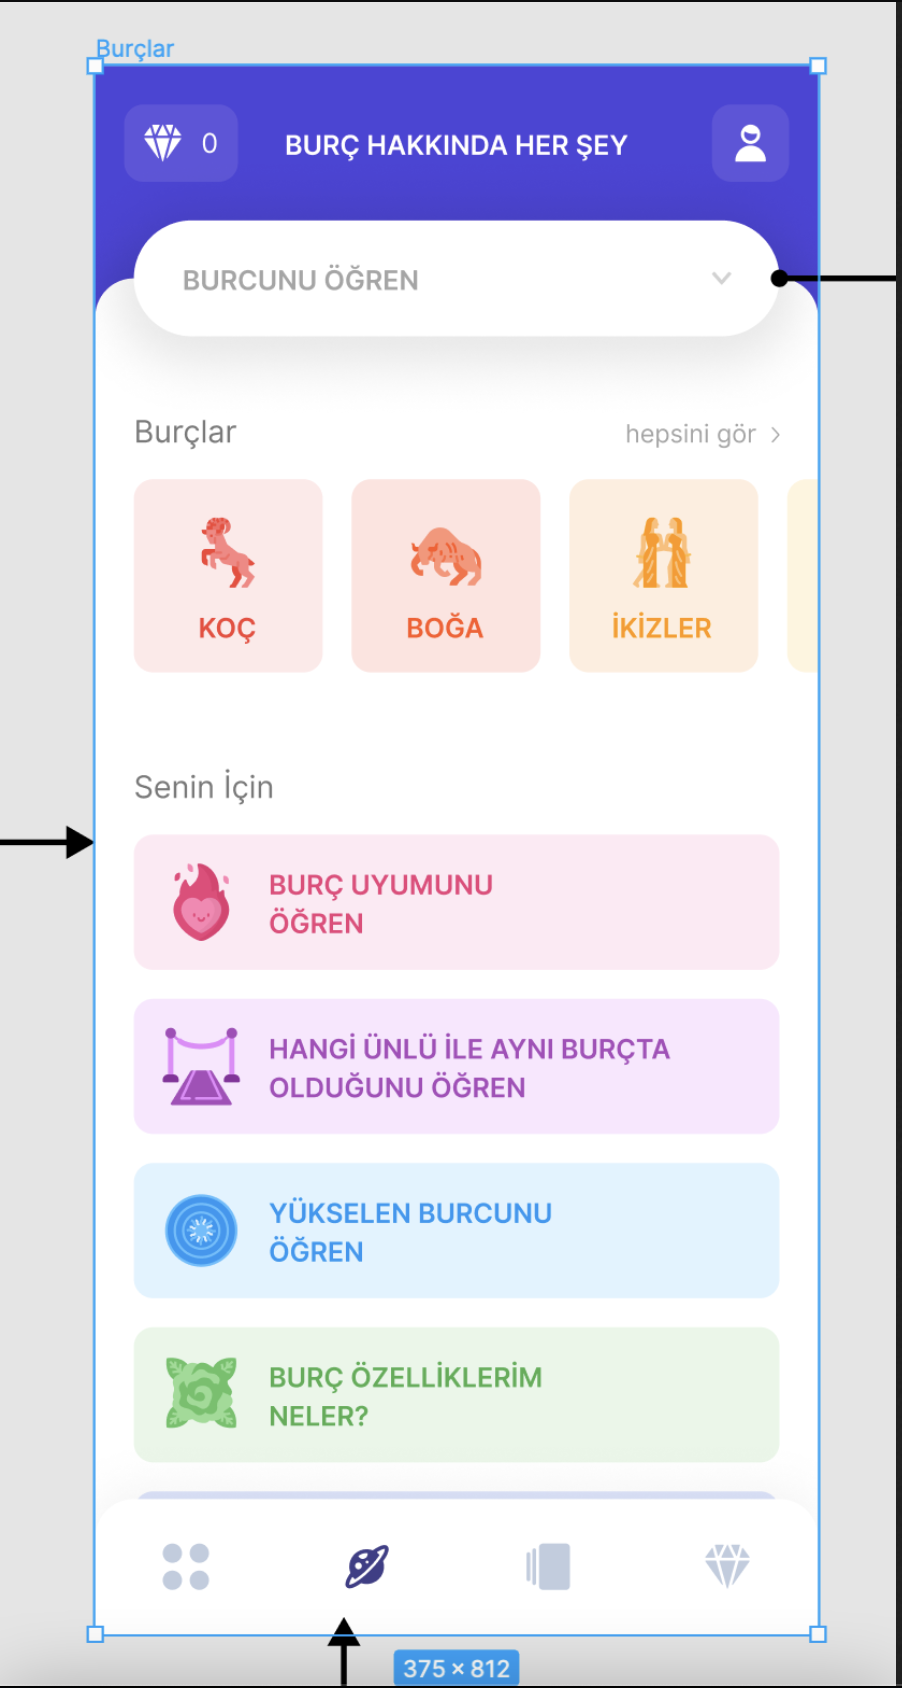 Burçlar
0
BURÇ HAKKINDA HER ŞEY
BURCUNU ÖĞREN
Burçlar
hepsini gör
KOÇ
BOĞA
İKİZLER
Senin İçin
BURÇ UYUMUNU
ÖĞREN
HANGİ ÜNLÜ İLE AYNI BURÇTA
OLDUĞUNU ÖĞREN
YÜKSELEN BURCUNU
ÖĞREN
BURÇ ÖZELLİKLERİM
NELER?
375 × 812